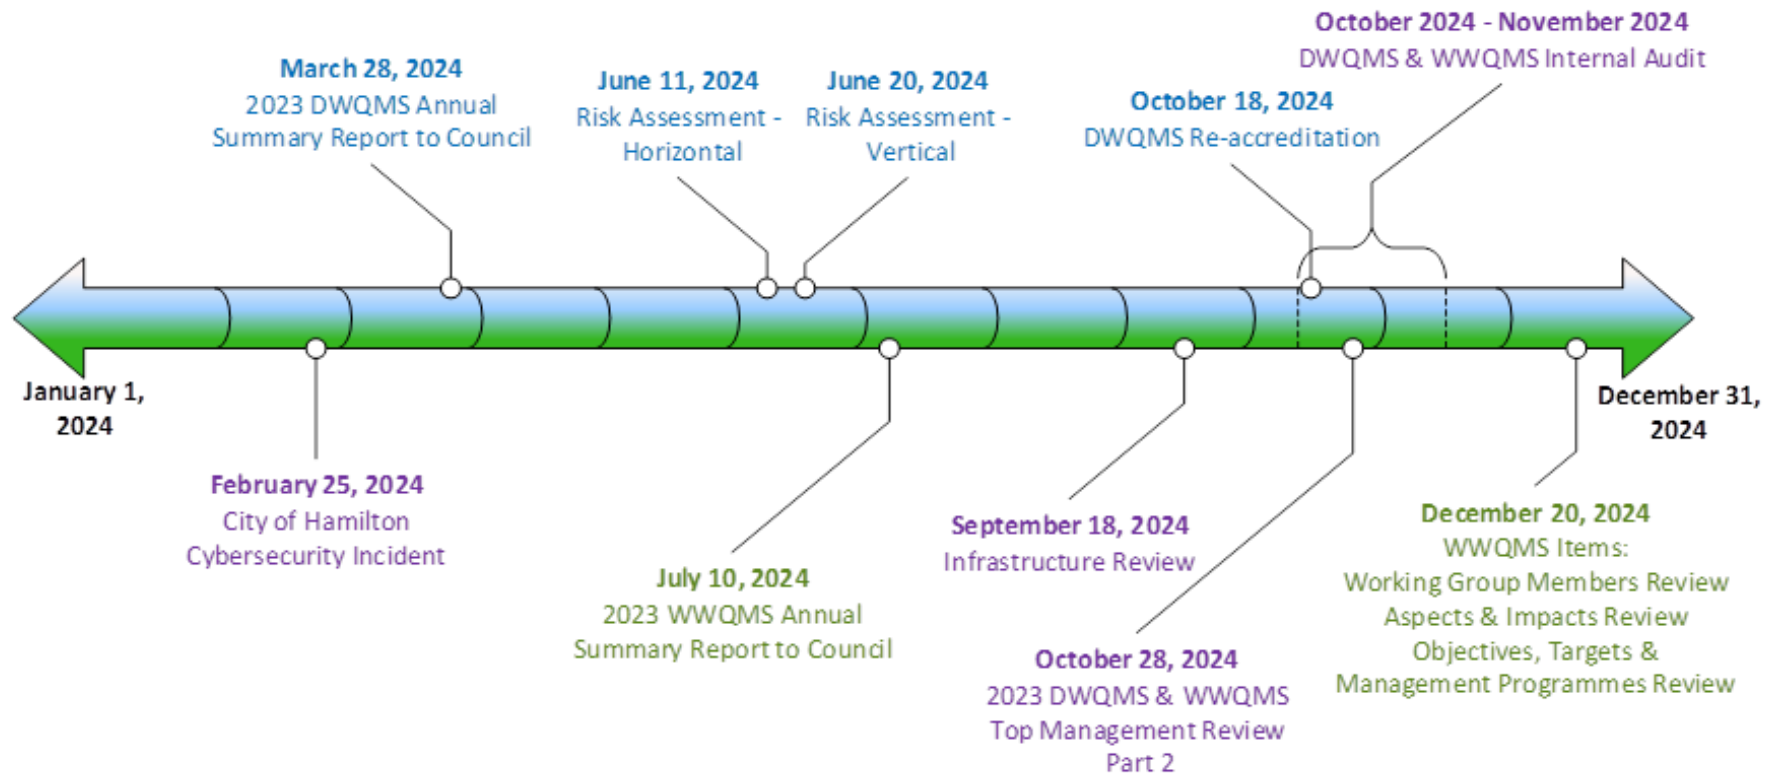 October 2024 - November 2024
DWQMS & WWQMS Internal Audit
March 28, 2024
2023 DWQMS Annual
Summary Report to Council
June 11, 2024
Risk Assessment -
Horizontal
June 20, 2024
Risk Assessment -
Vertical
October 18, 2024
DWQMS Re-accreditation
January 1,
2024
December 31,
2024
February 25, 2024
City of Hamilton
Cybersecurity Incident
July 10, 2024
2023 WWQMS Annual
Summary Report to Council
September 18, 2024
Infrastructure Review
October 28, 2024
2023 DWQMS & WWQMS
Top Management Review
Part 2
December 20, 2024
WWQMS Items:
Working Group Members Review
Aspects & Impacts Review
Objectives, Targets &
Management Programmes Review